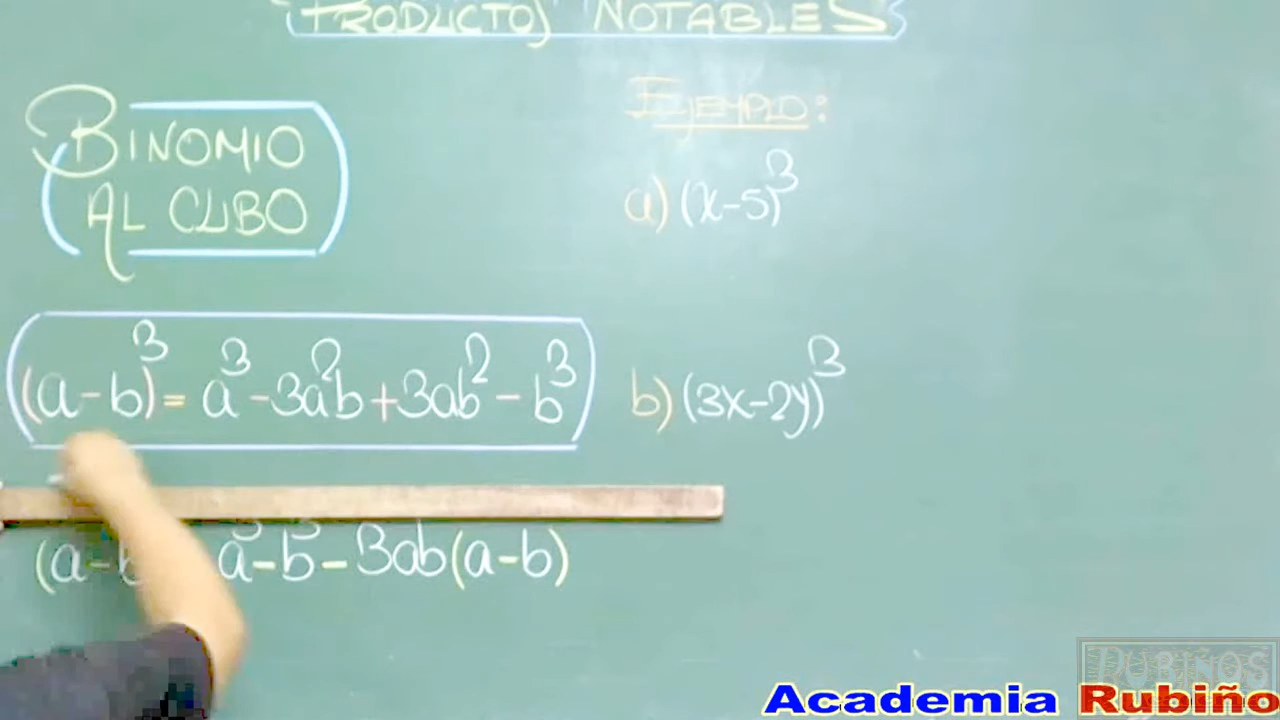 PRODUCTOS NOTABLES
BINOMIO
AL CUBO
(a-b)³ = a³ - 3a²b + 3ab² - b³
(a-b a³-b³-3ab(a-b)
EJEMPLO:
a) (x-5)³
b) (3x-2y)³
RUBIÑOS
Academia Rubiño